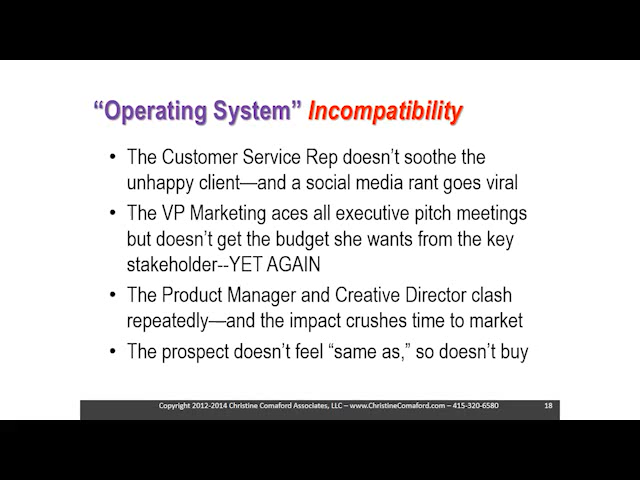 “Operating System” Incompatibility
• The Customer Service Rep doesn’t soothe the
unhappy client—and a social media rant goes viral
• The VP Marketing aces all executive pitch meetings
but doesn’t get the budget she wants from the key
stakeholder--YET AGAIN
• The Product Manager and Creative Director clash
repeatedly—and the impact crushes time to market
• The prospect doesn’t feel “same as,” so doesn’t buy
Copyright 2012-2014 Christine Comaford Associates, LLC – www.ChristineComaford.com – 415-320-6580 18